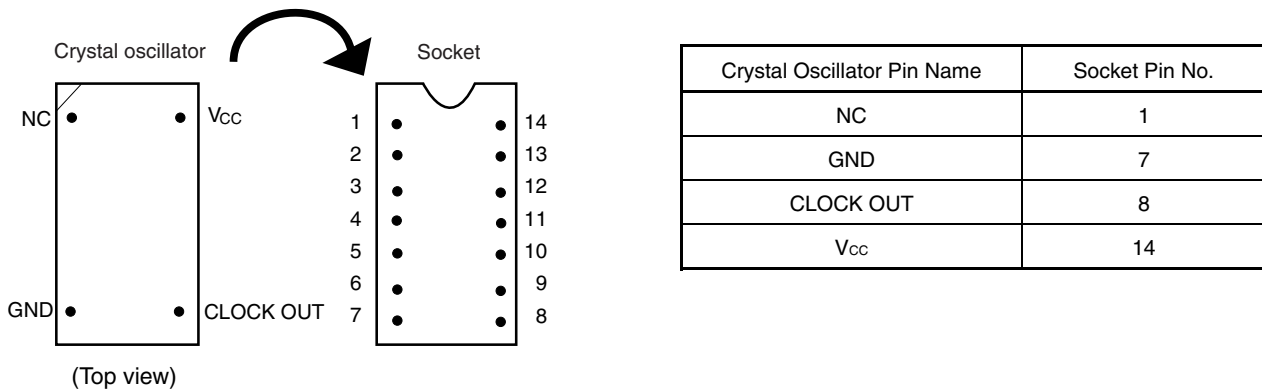 Crystal oscillator
NC
VCC
GND
CLOCK OUT
(Top view)
Socket
1 14
2 13
3 12
4 11
5 10
6 9
7 8
Crystal Oscillator Pin Name Socket Pin No.
NC 1
GND 7
CLOCK OUT 8
VCC 14